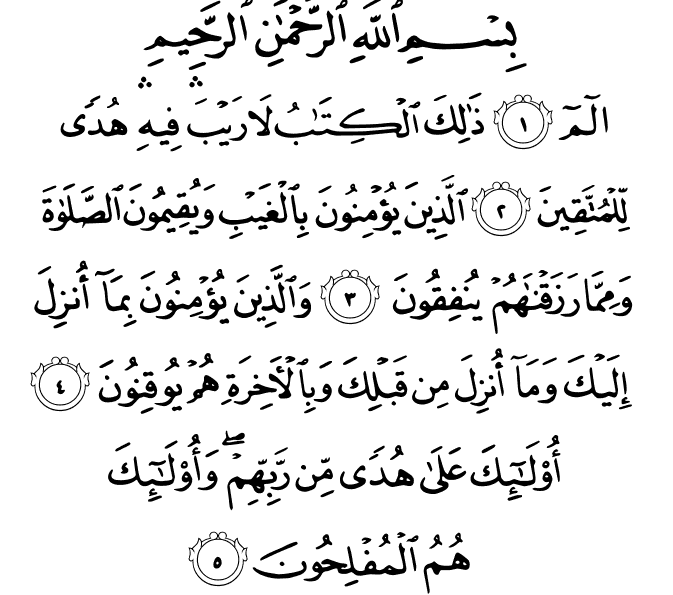 بِسْمِ ٱللَّهِ ٱلرَّحْمَٰنِ ٱلرَّحِيمِ
الٓمٓ ١ ذَٰلِكَ ٱلْكِتَٰبُ لَا رَيْبَ ۛ فِيهِ ۛ هُدًى
لِّلْمُتَّقِينَ ٢ ٱلَّذِينَ يُؤْمِنُونَ بِٱلْغَيْبِ وَيُقِيمُونَ ٱلصَّلَوٰةَ
وَمِمَّا رَزَقْنَٰهُمْ يُنفِقُونَ ٣ وَٱلَّذِينَ يُؤْمِنُونَ بِمَآ أُنزِلَ
إِلَيْكَ وَمَآ أُنزِلَ مِن قَبْلِكَ وَبِٱلْأَخِرَةِ هُمْ يُوقِنُونَ ٤
أُو۟لَٰٓئِكَ عَلَىٰ هُدًى مِّن رَّبِّهِمْ ۖ وَأُو۟لَٰٓئِكَ
هُمُ ٱلْمُفْلِحُونَ ٥